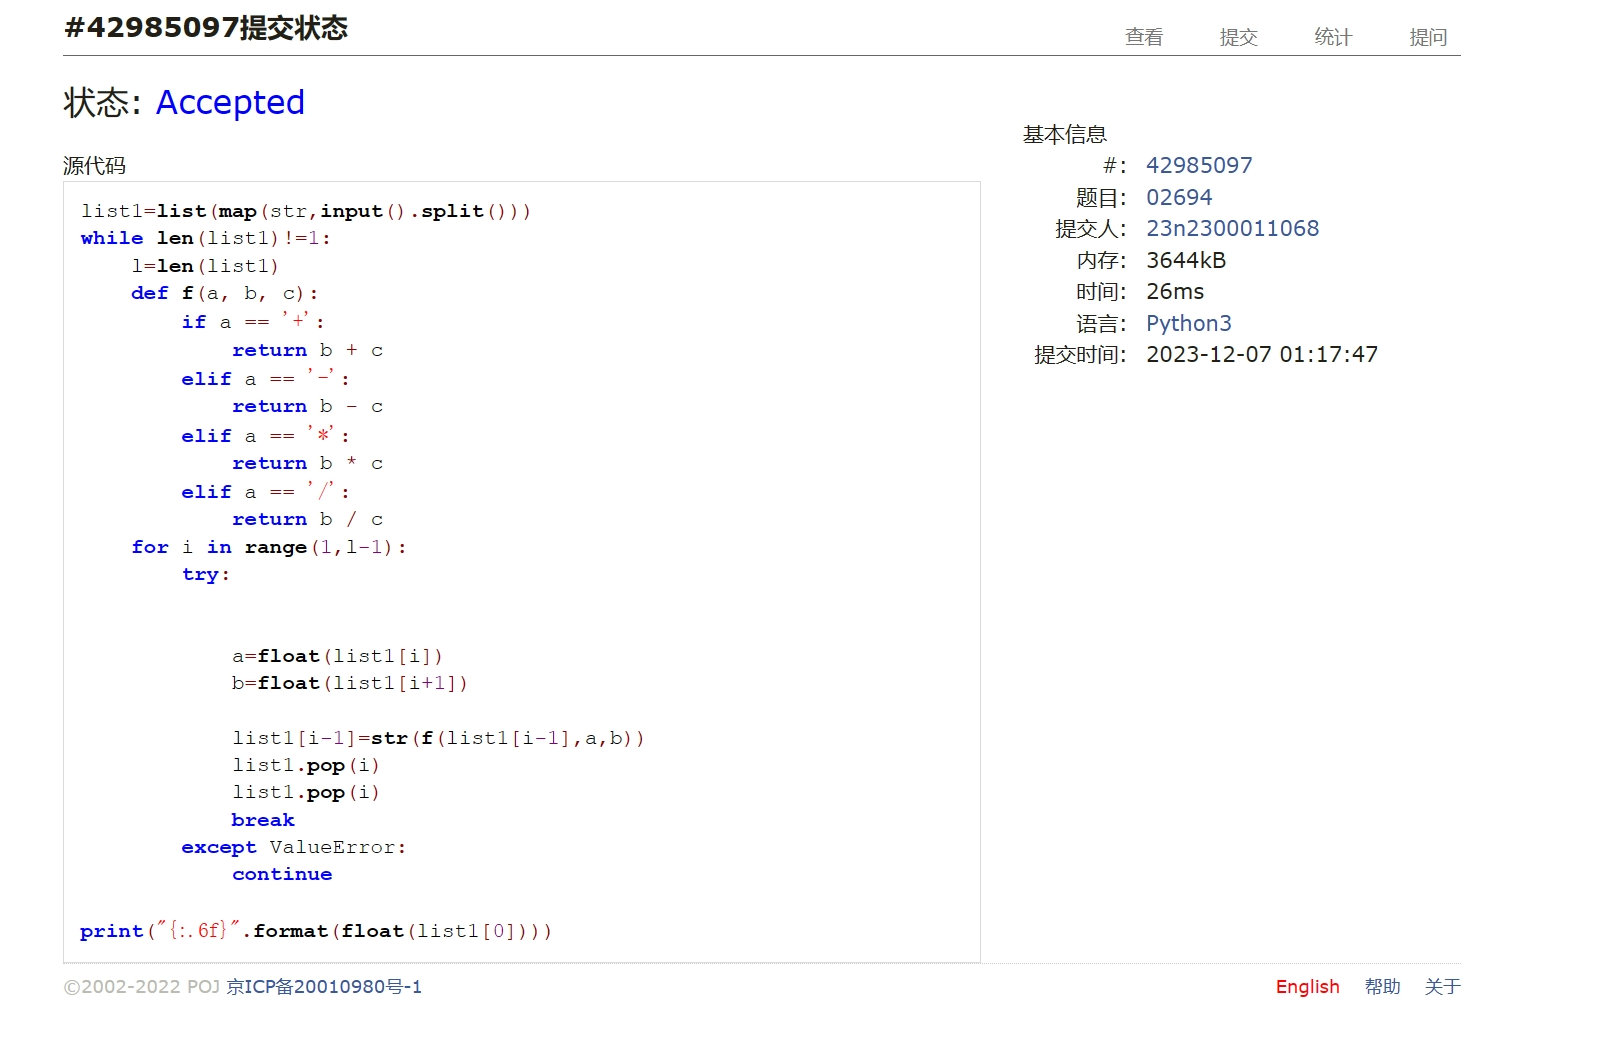 #42985097提交状态
查看 提交 统计 提问
状态: Accepted
源代码
list1=list(map(str,input().split()))
while len(list1)!=1:
    l=len(list1)
    def f(a, b, c):
        if a == '+':
            return b + c
        elif a == '-':
            return b - c
        elif a == '*':
            return b * c
        elif a == '/':
            return b / c
    for i in range(1,l-1):
        try:
            a=float(list1[i])
            b=float(list1[i+1])
            list1[i-1]=str(f(list1[i-1],a,b))
            list1.pop(i)
            list1.pop(i)
            break
        except ValueError:
            continue
print("{:.6f}".format(float(list1[0])))
基本信息
#: 42985097
题目: 02694
提交人: 23n2300011068
内存: 3644kB
时间: 26ms
语言: Python3
提交时间: 2023-12-07 01:17:47
©2002-2022 POJ 京ICP备20010980号-1
English 帮助 关于